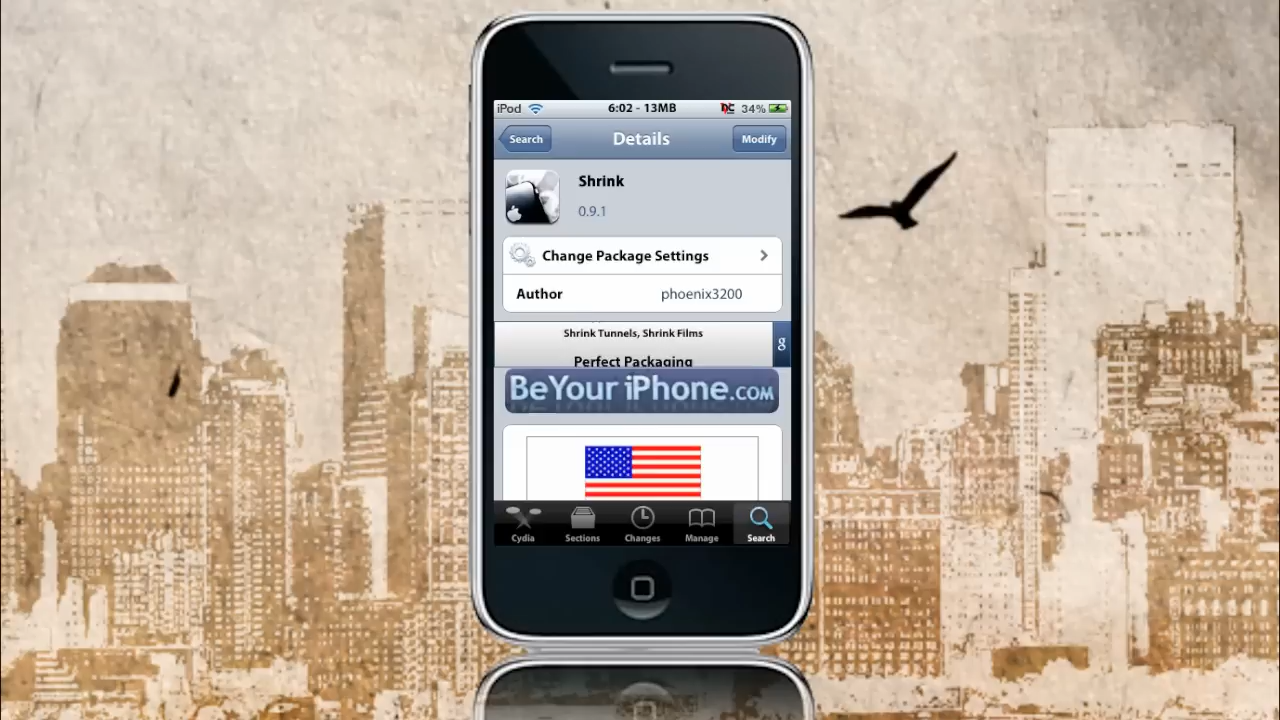 iPod 6:02 - 13MB 34%
Search Details Modify
Shrink
0.9.1
Change Package Settings
Author phoenix3200
Shrink Tunnels, Shrink Films g
Perfect Packaging
BeYour iPhone.com
Cydia Sections Changes Manage Search